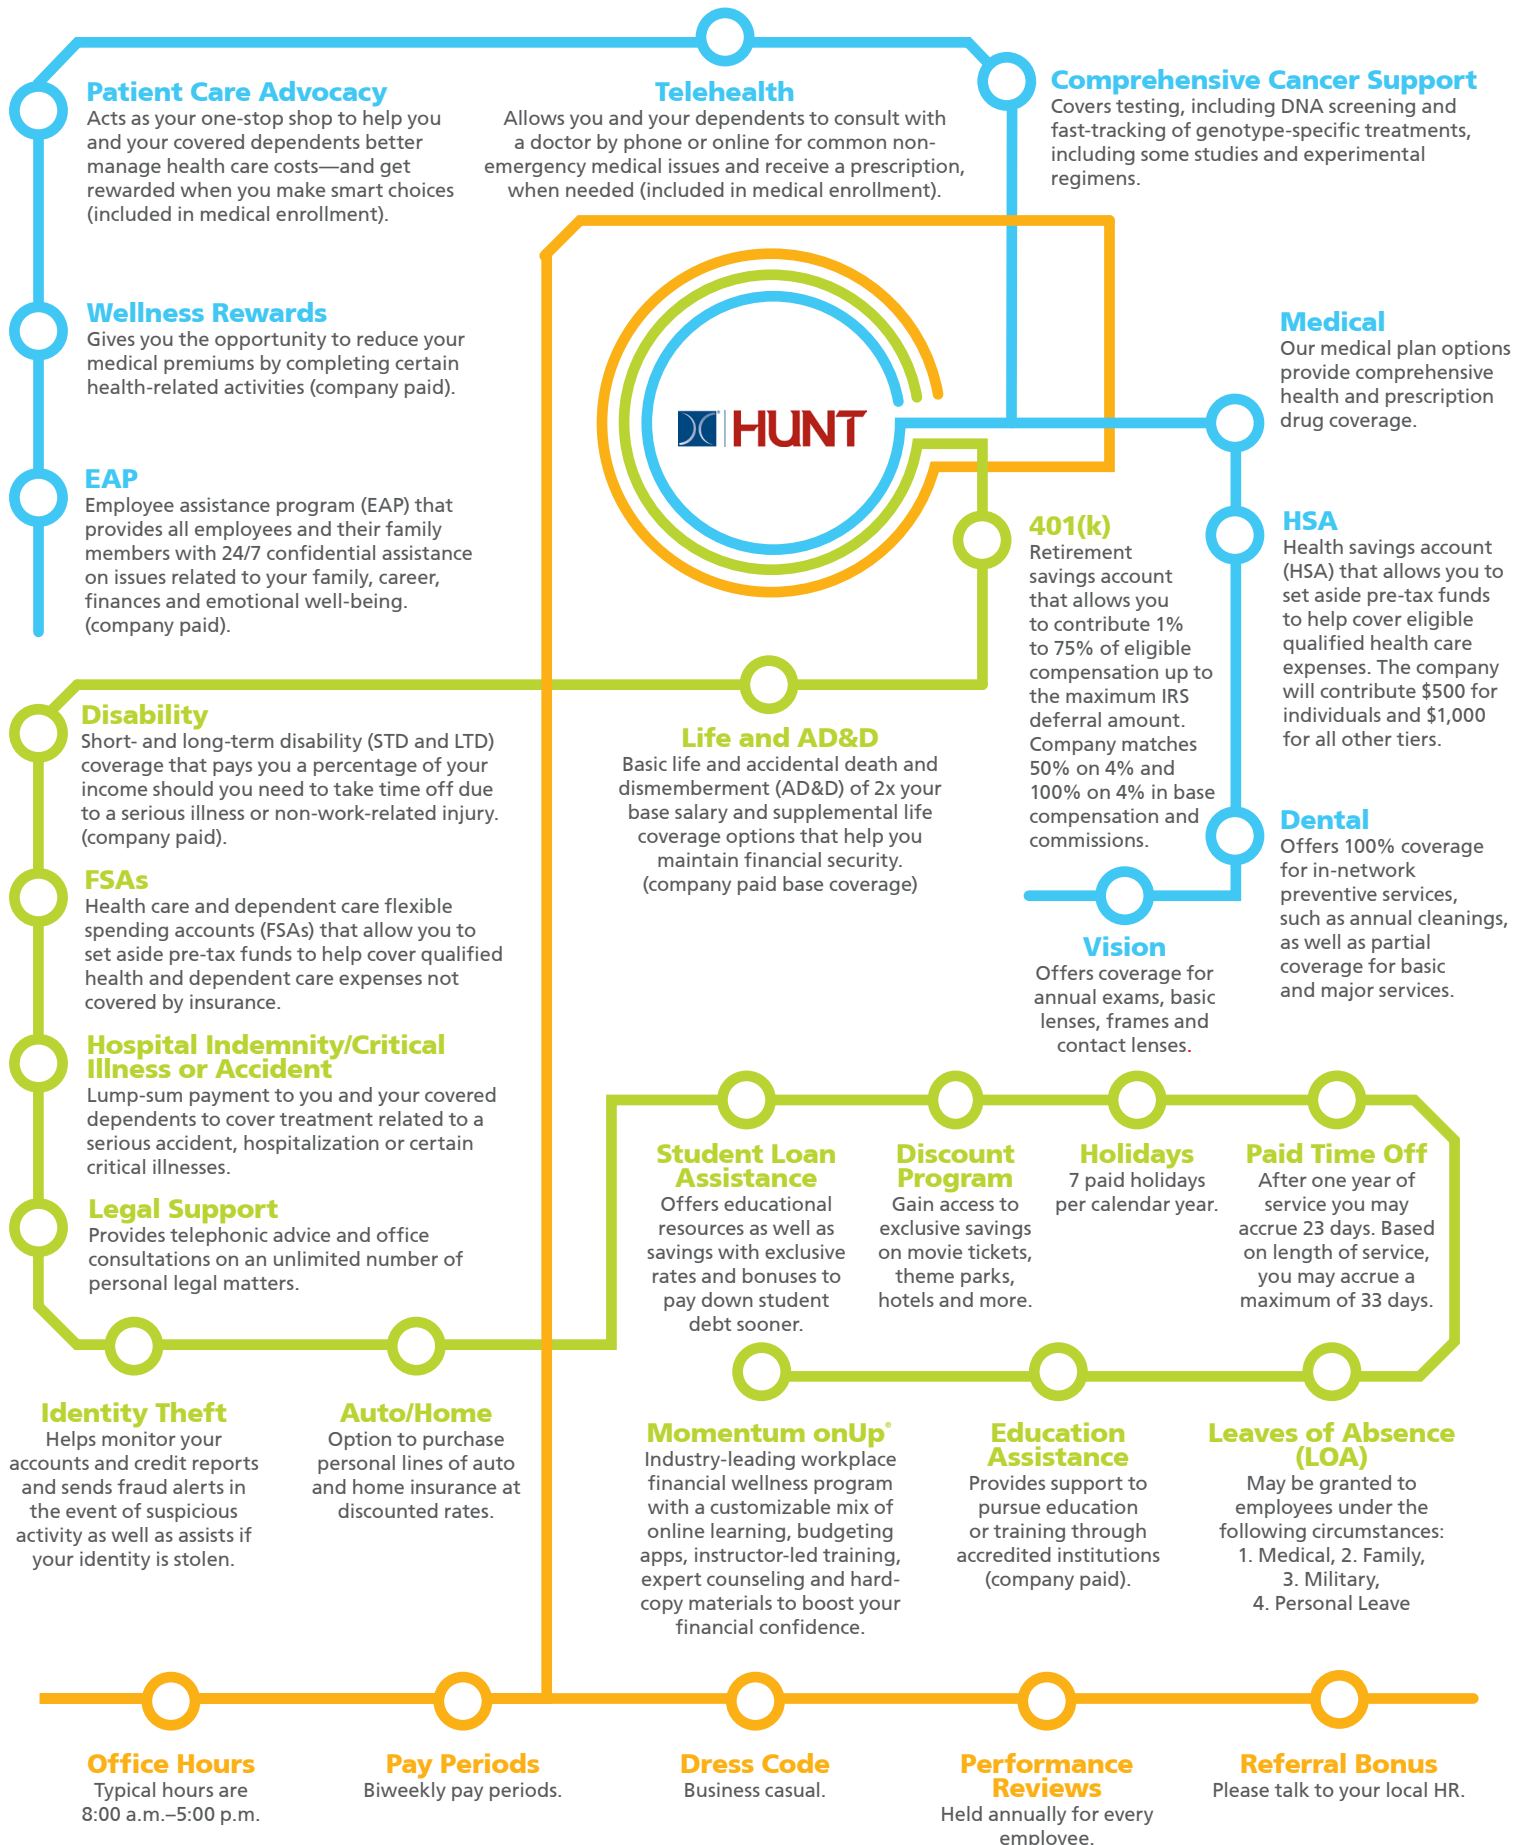 Patient Care Advocacy
Acts as your one-stop shop to help you
and your covered dependents better
manage health care costs—and get
rewarded when you make smart choices
(included in medical enrollment).
Telehealth
Allows you and your dependents to consult with
a doctor by phone or online for common non-
emergency medical issues and receive a prescription,
when needed (included in medical enrollment).
Comprehensive Cancer Support
Covers testing, including DNA screening and
fast-tracking of genotype-specific treatments,
including some studies and experimental
regimens.
Wellness Rewards
Gives you the opportunity to reduce your
medical premiums by completing certain
health-related activities (company paid).
HUNT
Medical
Our medical plan options
provide comprehensive
health and prescription
drug coverage.
EAP
Employee assistance program (EAP) that
provides all employees and their family
members with 24/7 confidential assistance
on issues related to your family, career,
finances and emotional well-being.
(company paid).
401(k)
Retirement
savings account
that allows you
to contribute 1%
to 75% of eligible
compensation up to
the maximum IRS
deferral amount.
Company matches
50% on 4% and
100% on 4% in base
compensation and
commissions.
HSA
Health savings account
(HSA) that allows you to
set aside pre-tax funds
to help cover eligible
qualified health care
expenses. The company
will contribute $500 for
individuals and $1,000
for all other tiers.
Disability
Short- and long-term disability (STD and LTD)
coverage that pays you a percentage of your
income should you need to take time off due
to a serious illness or non-work-related injury.
(company paid).
Life and AD&D
Basic life and accidental death and
dismemberment (AD&D) of 2x your
base salary and supplemental life
coverage options that help you
maintain financial security.
(company paid base coverage)
Dental
Offers 100% coverage
for in-network
preventive services,
such as annual cleanings,
as well as partial
coverage for basic
and major services.
FSAs
Health care and dependent care flexible
spending accounts (FSAs) that allow you to
set aside pre-tax funds to help cover qualified
health and dependent care expenses not
covered by insurance.
Vision
Offers coverage for
annual exams, basic
lenses, frames and
contact lenses.
Hospital Indemnity/Critical
Illness or Accident
Lump-sum payment to you and your covered
dependents to cover treatment related to a
serious accident, hospitalization or certain
critical illnesses.
Legal Support
Provides telephonic advice and office
consultations on an unlimited number of
personal legal matters.
Student Loan
Assistance
Offers educational
resources as well as
savings with exclusive
rates and bonuses to
pay down student
debt sooner.
Discount
Program
Gain access to
exclusive savings
on movie tickets,
theme parks,
hotels and more.
Holidays
7 paid holidays
per calendar year.
Paid Time Off
After one year of
service you may
accrue 23 days. Based
on length of service,
you may accrue a
maximum of 33 days.
Identity Theft
Helps monitor your
accounts and credit reports
and sends fraud alerts in
the event of suspicious
activity as well as assists if
your identity is stolen.
Auto/Home
Option to purchase
personal lines of auto
and home insurance at
discounted rates.
Momentum onUp®
Industry-leading workplace
financial wellness program
with a customizable mix of
online learning, budgeting
apps, instructor-led training,
expert counseling and hard-
copy materials to boost your
financial confidence.
Education
Assistance
Provides support to
pursue education
or training through
accredited institutions
(company paid).
Leaves of Absence
(LOA)
May be granted to
employees under the
following circumstances:
1. Medical, 2. Family,
3. Military,
4. Personal Leave
Office Hours
Typical hours are
8:00 a.m.–5:00 p.m.
Pay Periods
Biweekly pay periods.
Dress Code
Business casual.
Performance
Reviews
Held annually for every
employee.
Referral Bonus
Please talk to your local HR.